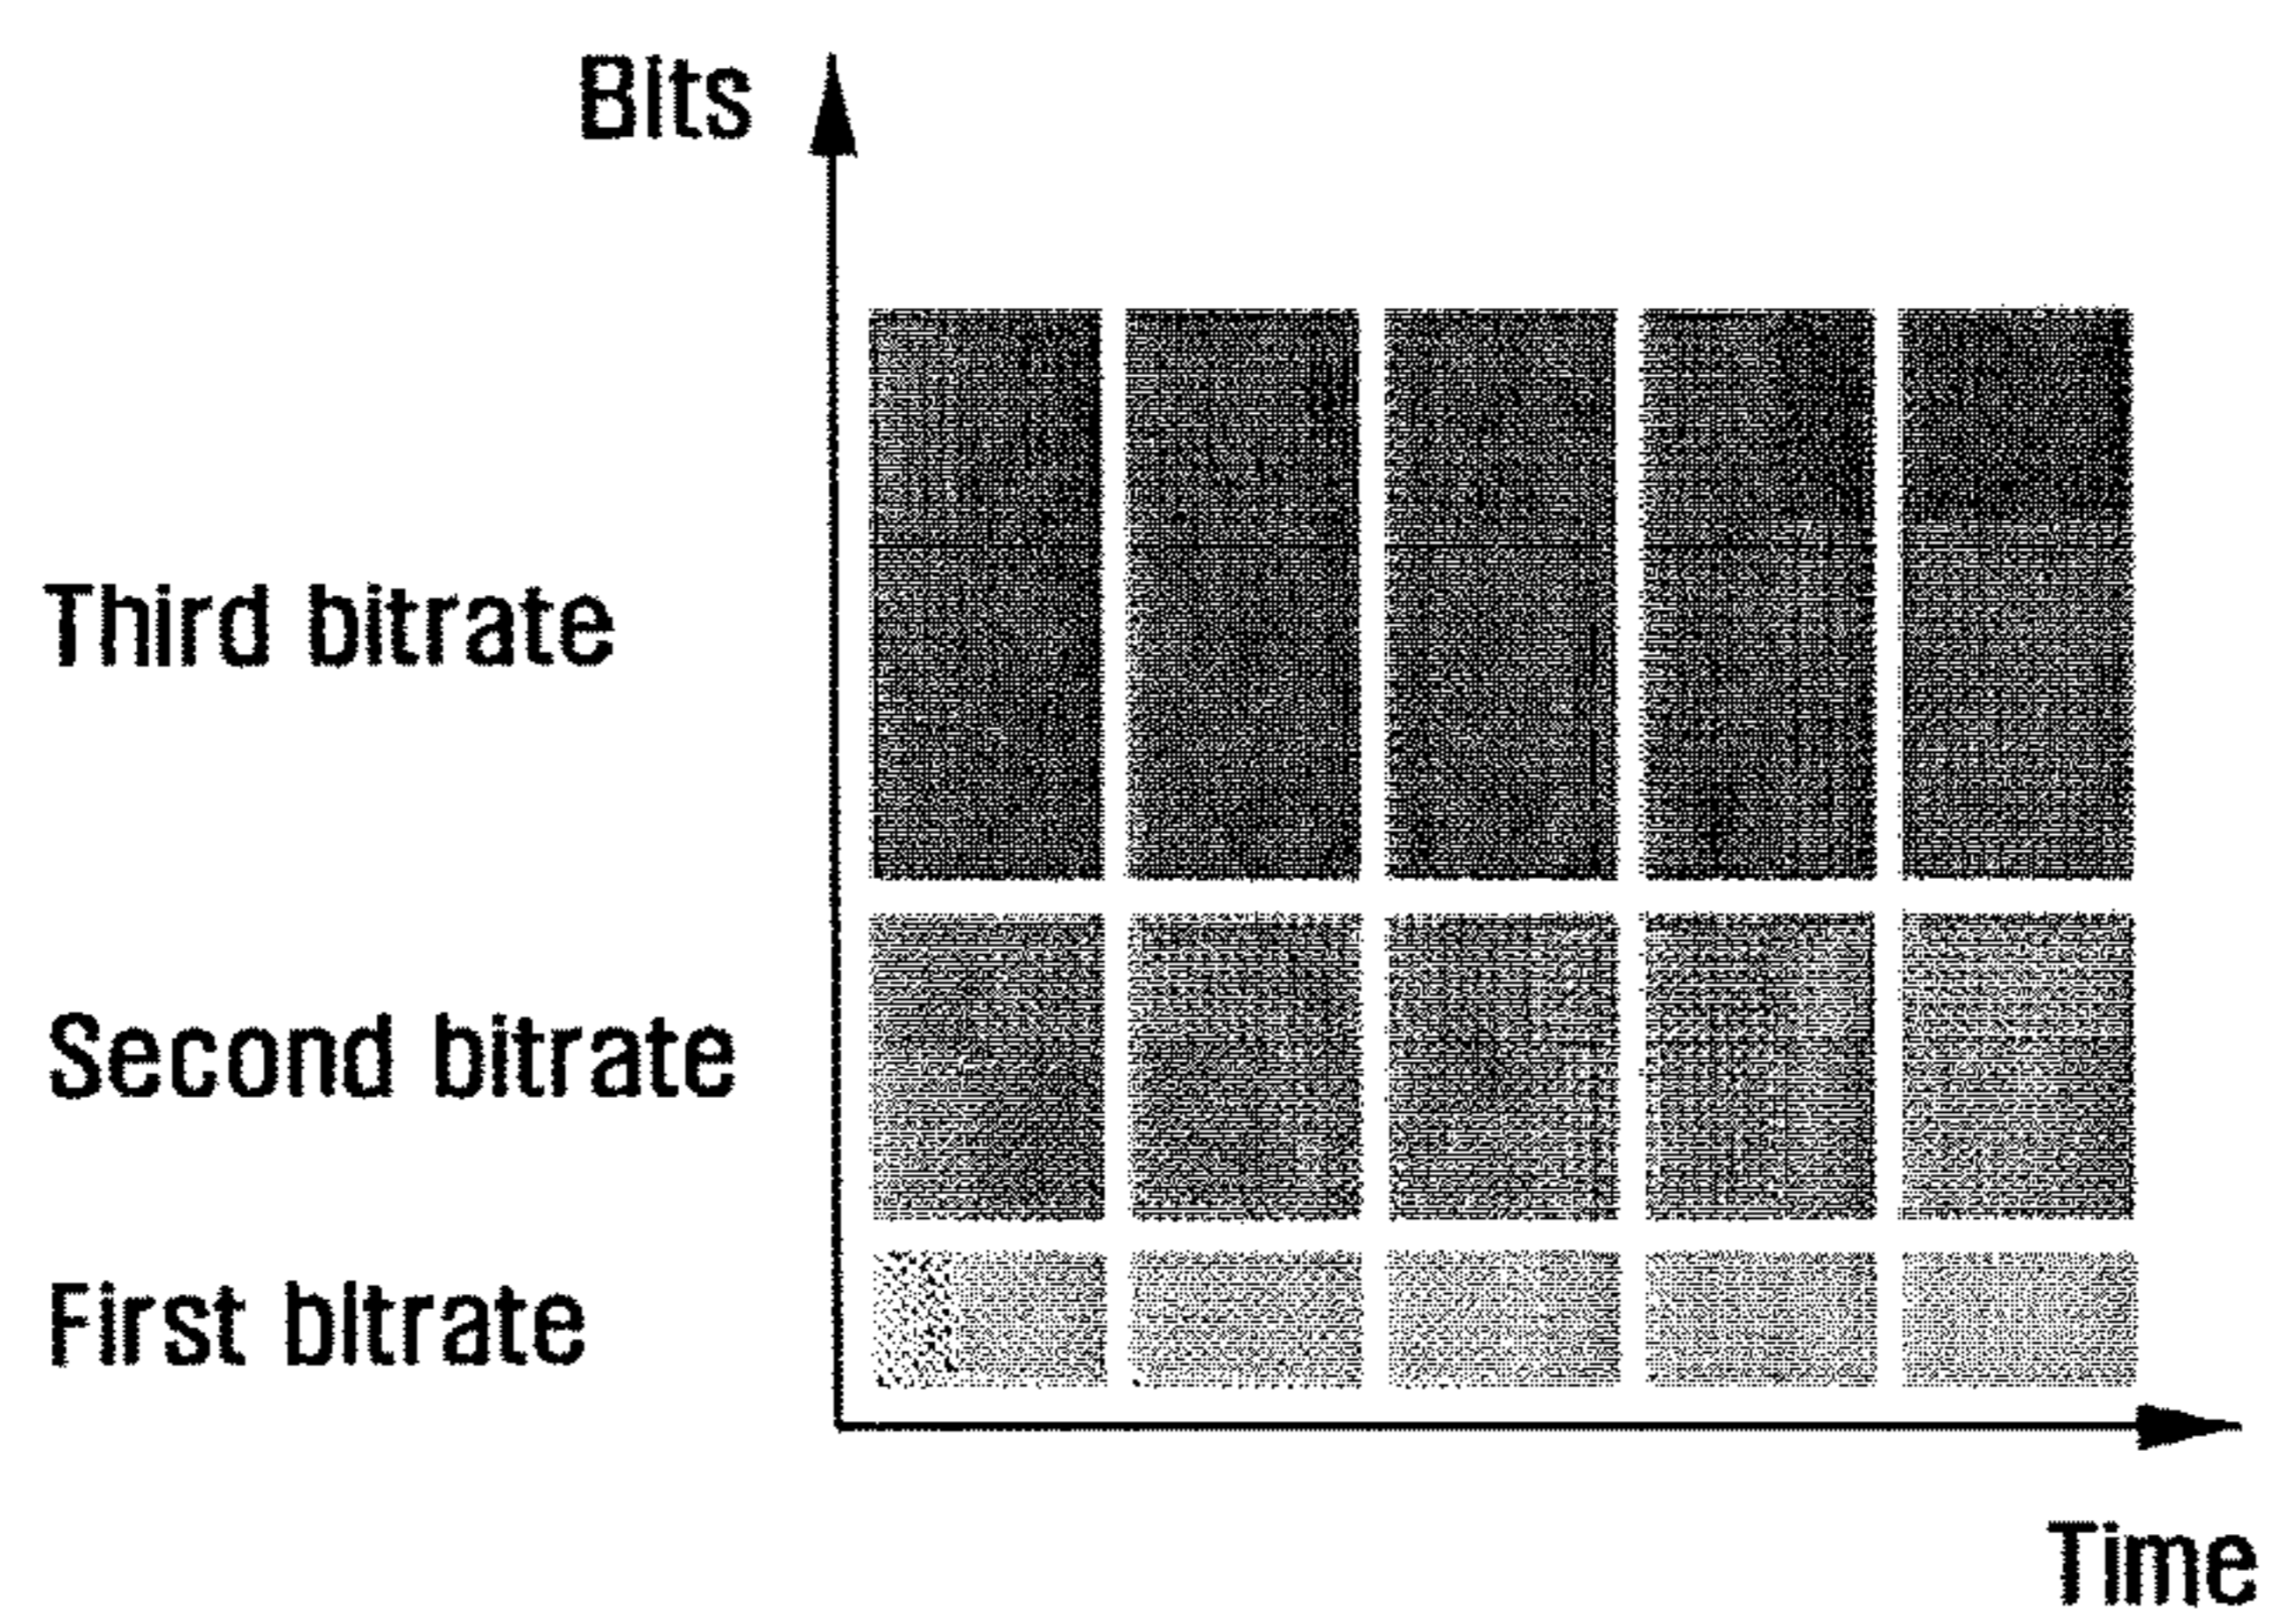 Bits
Third bitrate
Second bitrate
First bitrate
Time